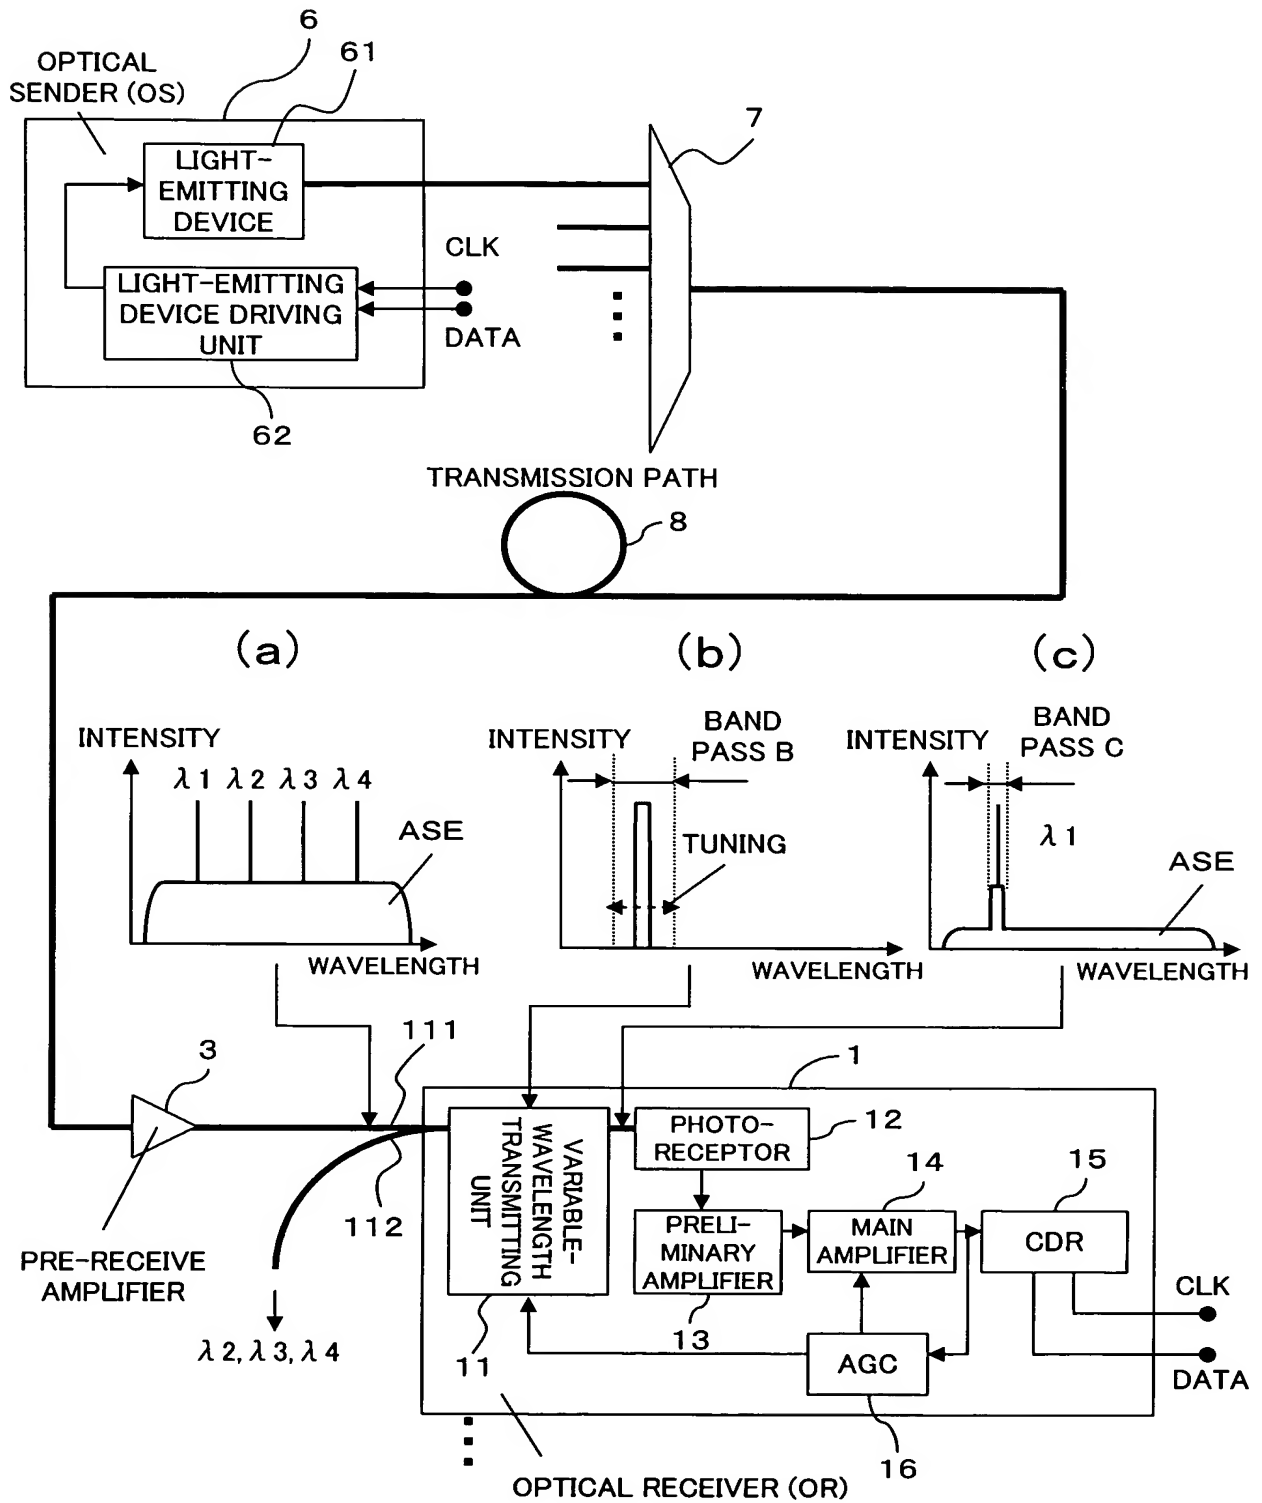 6
61
OPTICAL
SENDER (OS)
7
LIGHT-
EMITTING
DEVICE
CLK
LIGHT-EMITTING
DEVICE DRIVING
UNIT
DATA
62
TRANSMISSION PATH
8
(a)
(b)
(c)
INTENSITY
λ1 λ2 λ3 λ4
ASE
WAVELENGTH
INTENSITY
BAND
PASS B
TUNING
WAVELENGTH
INTENSITY
BAND
PASS C
λ1
ASE
WAVELENGTH
3
111
112
1
PRE-RECEIVE
AMPLIFIER
λ2, λ3, λ4
VARIABLE-
WAVELENGTH
TRANSMITTING
UNIT
11
PHOTO-
RECEPTOR
12
PRELI-
MINARY
AMPLIFIER
13
14
MAIN
AMPLIFIER
15
CDR
CLK
DATA
AGC
16
OPTICAL RECEIVER (OR)